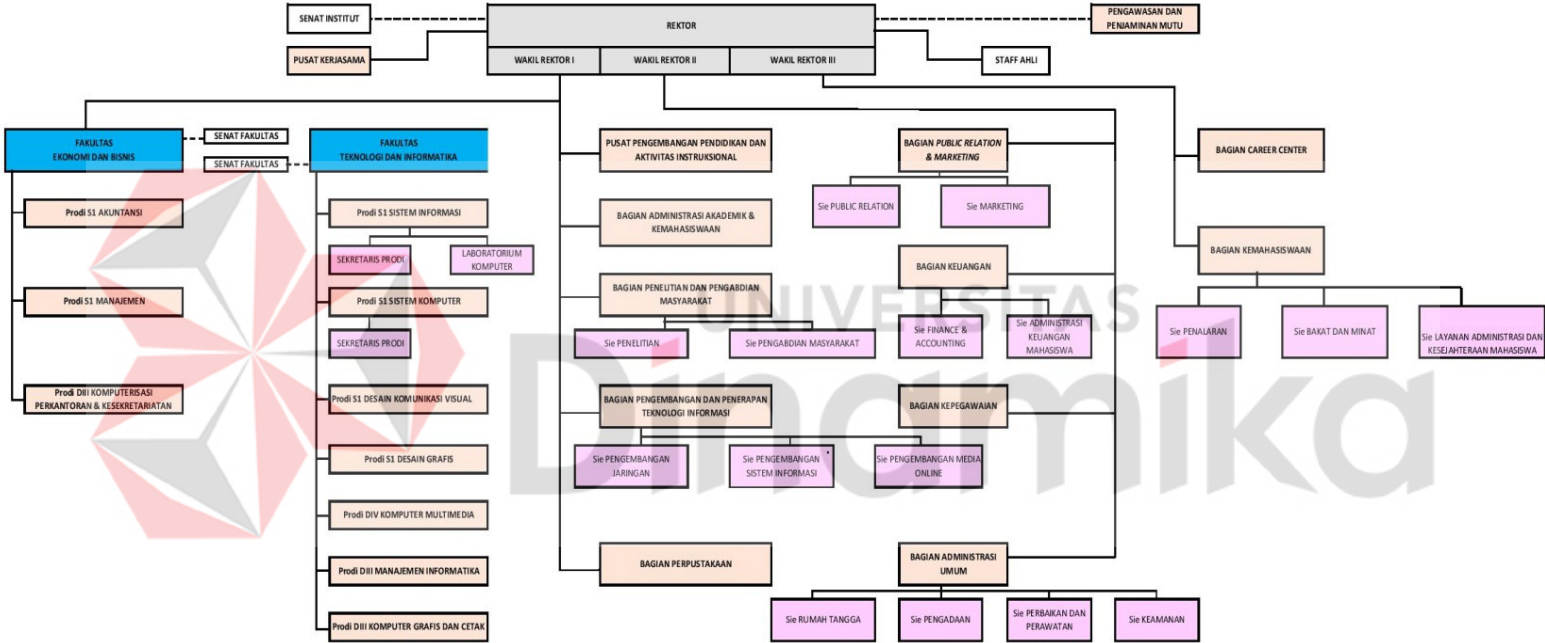 SENAT INSTITUT
REKTOR
PENGAWASAN DAN
PENJAMINAN MUTU
PUSAT KERJASAMA
WAKIL REKTOR I
WAKIL REKTOR II
WAKIL REKTOR III
STAFF AHLI
FAKULTAS
EKONOMI DAN BISNIS
SENAT FAKULTAS
SENAT FAKULTAS
FAKULTAS
TEKNOLOGI DAN INFORMATIKA
Prodi S1 AKUNTANSI
Prodi S1 MANAJEMEN
Prodi DIII KOMPUTERISASI
PERKANTORAN & KESEKRETARIATAN
Prodi S1 SISTEM INFORMASI
SEKRETARIS PRODI
LABORATORIUM
KOMPUTER
Prodi S1 SISTEM KOMPUTER
SEKRETARIS PRODI
Prodi S1 DESAIN KOMUNIKASI VISUAL
Prodi S1 DESAIN GRAFIS
Prodi DIV KOMPUTER MULTIMEDIA
Prodi DIII MANAJEMEN INFORMATIKA
Prodi DIII KOMPUTER GRAFIS DAN CETAK
PUSAT PENGEMBANGAN PENDIDIKAN DAN
AKTIVITAS INSTRUKSIONAL
BAGIAN ADMINISTRASI AKADEMIK &
KEMAHASISWAAN
BAGIAN PENELITIAN DAN PENGABDIAN
MASYARAKAT
Sie PENELITIAN
Sie PENGABDIAN MASYARAKAT
BAGIAN PENGEMBANGAN DAN PENERAPAN
TEKNOLOGI INFORMASI
Sie PENGEMBANGAN
JARINGAN
Sie PENGEMBANGAN
SISTEM INFORMASI
Sie PENGEMBANGAN MEDIA
ONLINE
BAGIAN PERPUSTAKAAN
BAGIAN PUBLIC RELATION
& MARKETING
Sie PUBLIC RELATION
Sie MARKETING
BAGIAN KEUANGAN
Sie FINANCE &
ACCOUNTING
Sie ADMINISTRASI
KEUANGAN
MAHASISWA
BAGIAN KEPEGAWAIAN
BAGIAN ADMINISTRASI
UMUM
Sie RUMAH TANGGA
Sie PENGADAAN
Sie PERBAIKAN DAN
PERAWATAN
Sie KEAMANAN
BAGIAN CAREER CENTER
BAGIAN KEMAHASISWAAN
Sie PENALARAN
Sie BAKAT DAN MINAT
Sie LAYANAN ADMINISTRASI DAN
KESEJAHTERAAN MAHASISWA
UNIVERSITAS
Dinamika